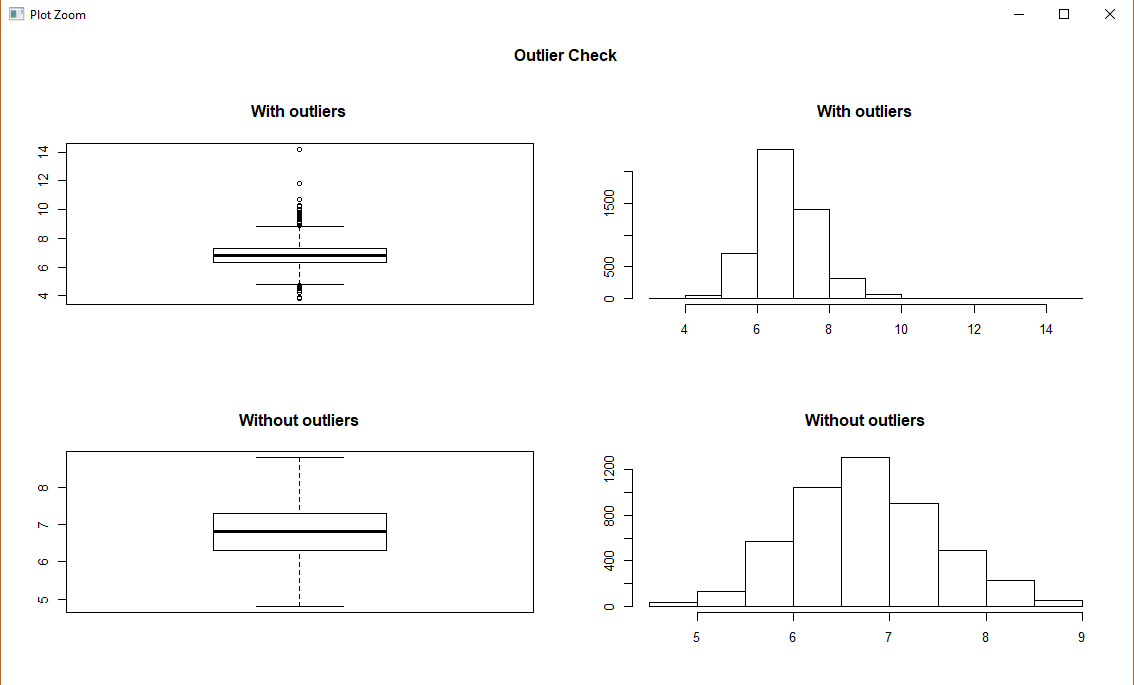 Plot Zoom
Outlier Check
With outliers
14
12
10
8
6
4
With outliers
1500
500
0
4 6 8 10 12 14
Without outliers
8
7
6
5
Without outliers
1200
800
400
0
5 6 7 8 9